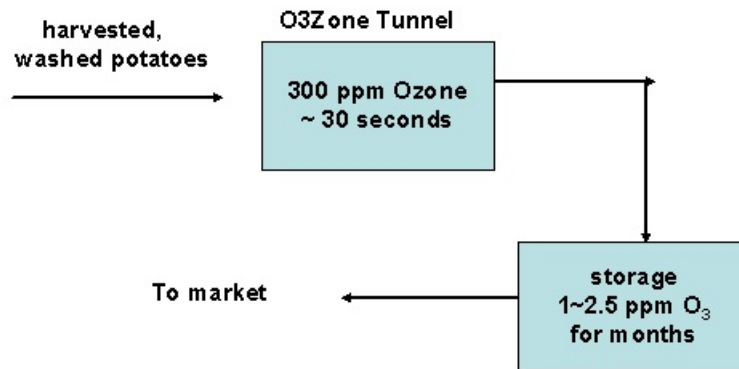 harvested,
washed potatoes
O3Zone Tunnel
300 ppm Ozone
~ 30 seconds
storage
1~2.5 ppm O₃
for months
To market